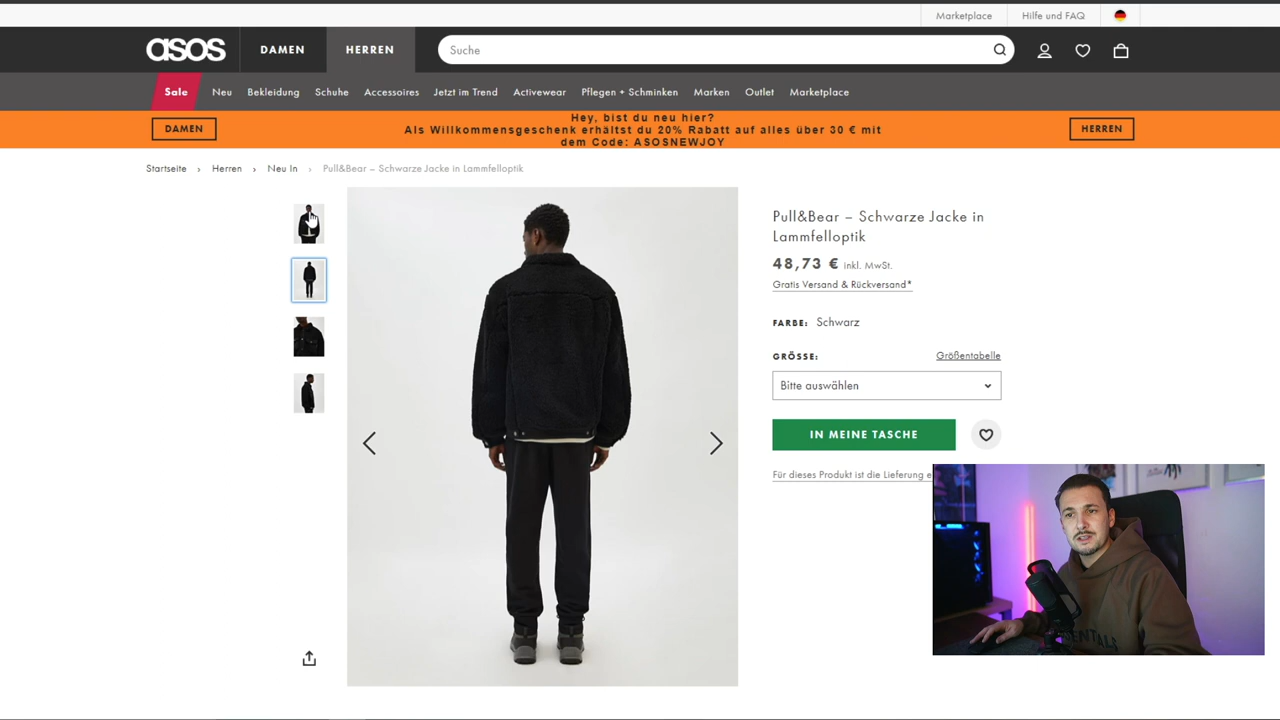 Marketplace
Hilfe und FAQ
asos
DAMEN
HERREN
Suche
Sale
Neu
Bekleidung
Schuhe
Accessoires
Jetzt im Trend
Activewear
Pflegen + Schminken
Marken
Outlet
Marketplace
DAMEN
Hey, bist du neu hier?
Als Willkommensgeschenk erhältst du 20% Rabatt auf alles über 30 € mit
dem Code: ASOSNEWJOY
HERREN
Startseite › Herren › Neu In › Pull&Bear – Schwarze Jacke in Lammfelloptik
Pull&Bear – Schwarze Jacke in
Lammfelloptik
48,73 € inkl. MwSt.
Gratis Versand & Rückversand*
FARBE: Schwarz
GRÖSSE:
Größentabelle
Bitte auswählen
IN MEINE TASCHE
Für dieses Produkt ist die Lieferung